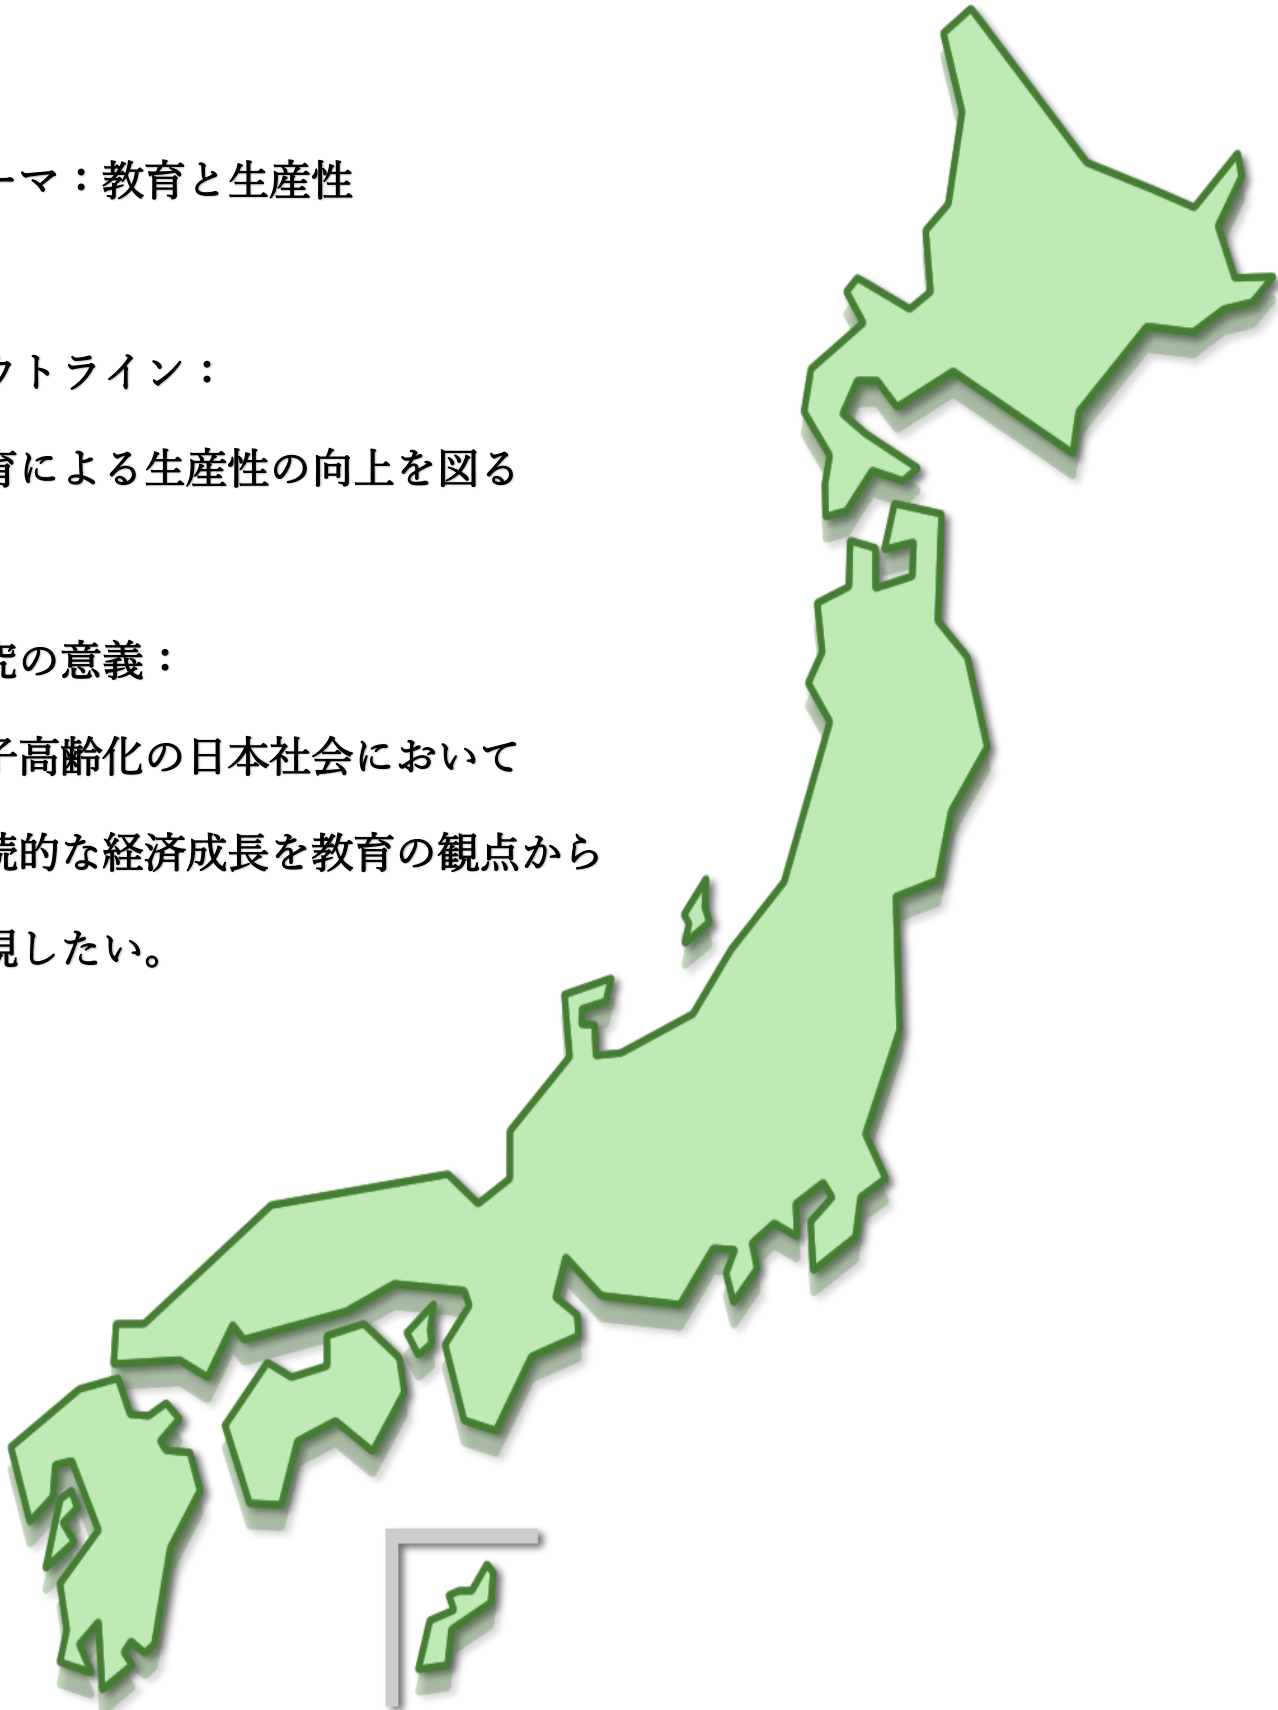 ーマ：教育と生産性
ウトライン：
育による生産性の向上を図る
究の意義：
子高齢化の日本社会において
続的な経済成長を教育の観点から
現したい。